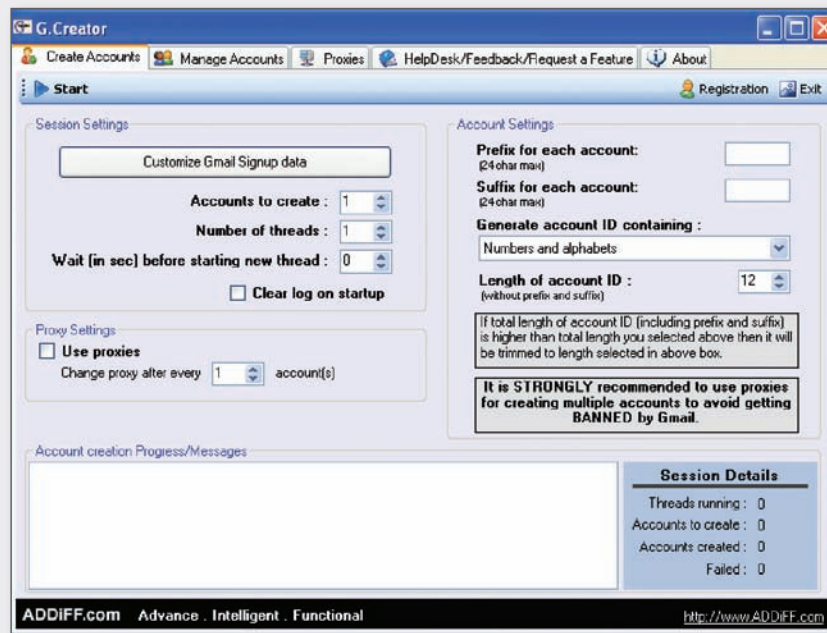 G.Creator
Create Accounts Manage Accounts Proxies HelpDesk/Feedback/Request a Feature About
Start Registration Exit
Session Settings
Customize Gmail Signup data
Accounts to create : 1
Number of threads : 1
Wait (in sec) before starting new thread : 0
Clear log on startup
Proxy Settings
Use proxies
Change proxy after every 1 account(s)
Account Settings
Prefix for each account:
(24 char max)
Suffix for each account:
(24 char max)
Generate account ID containing :
Numbers and alphabets
Length of account ID : 12
(without prefix and suffix)
If total length of account ID (including prefix and suffix)
is higher than total length you selected above then it will
be trimmed to length selected in above box.
It is STRONGLY recommended to use proxies
for creating multiple accounts to avoid getting
BANNED by Gmail.
Account creation Progress/Messages
Session Details
Threads running : 0
Accounts to create : 0
Accounts created : 0
Failed : 0
ADDiFF.com Advance . Intelligent . Functional http://www.ADDiFF.com